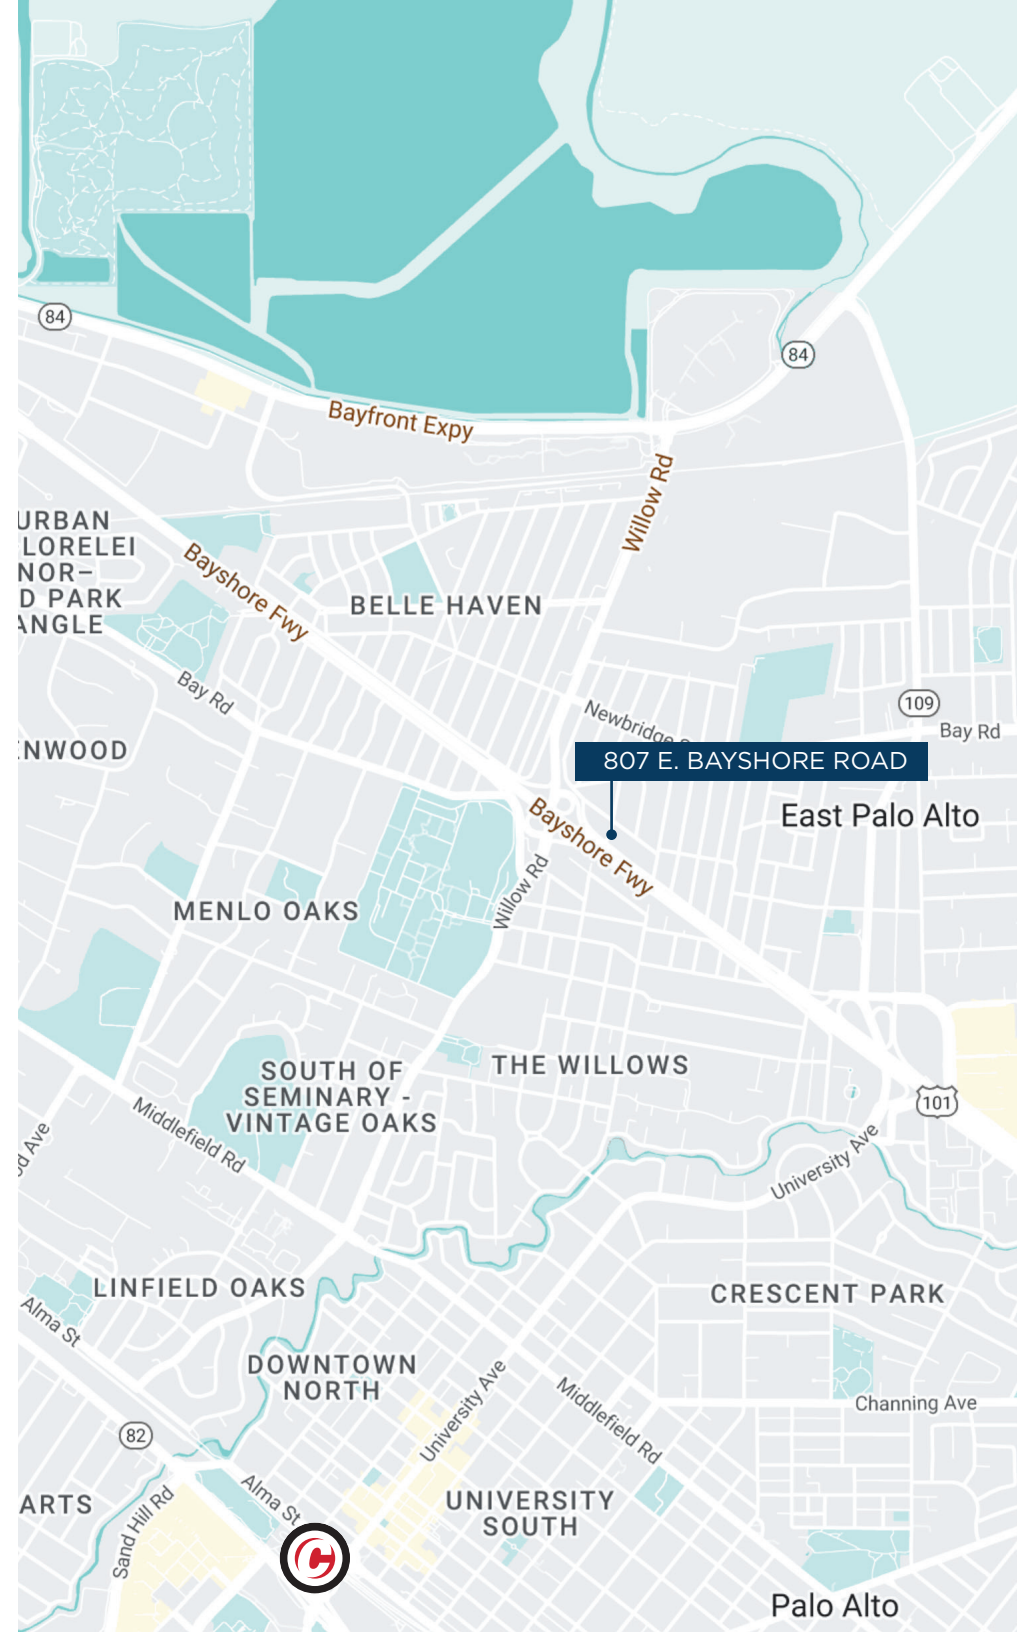 84
84
Bayfront Expy
Willow Rd
URBAN
LORELEI
NOR–
D PARK
ANGLE
Bayshore Fwy
BELLE HAVEN
Bay Rd
Newbridge
109
Bay Rd
ENWOOD
807 E. BAYSHORE ROAD
East Palo Alto
Bayshore Fwy
Willow Rd
MENLO OAKS
THE WILLOWS
SOUTH OF
SEMINARY -
VINTAGE OAKS
101
Middlefield Rd
University Ave
d Ave
LINFIELD OAKS
CRESCENT PARK
Alma St
DOWNTOWN
NORTH
University Ave
Middlefield Rd
Channing Ave
82
Alma St
ARTS
Sand Hill Rd
UNIVERSITY
SOUTH
C
Palo Alto